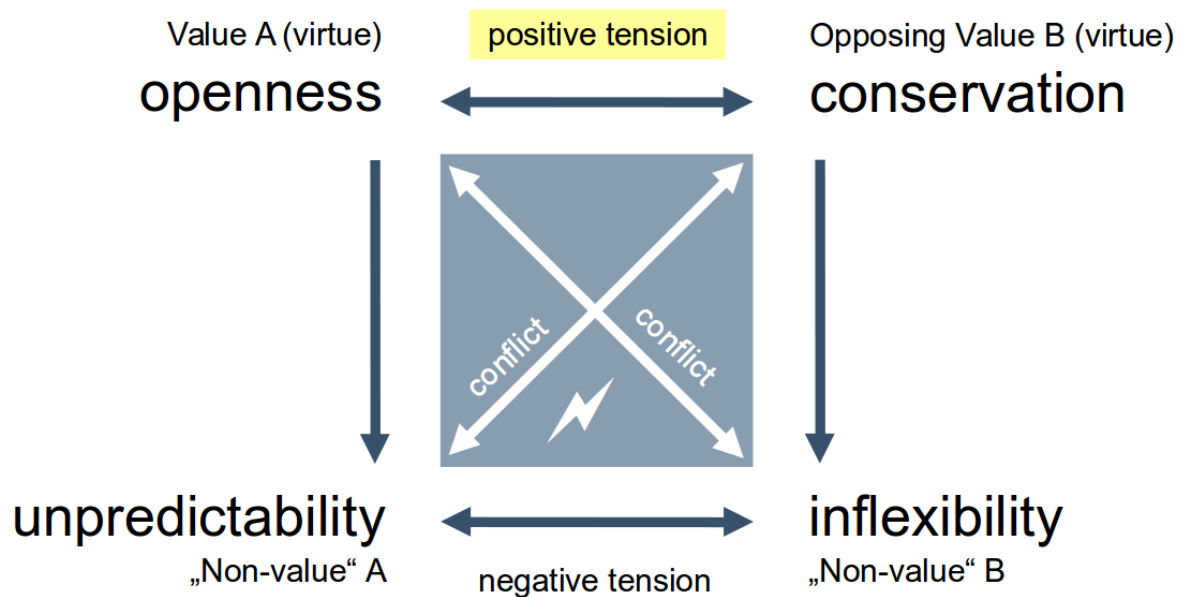 Value A (virtue)
positive tension
Opposing Value B (virtue)
openness
conservation
conflict
conflict
unpredictability
inflexibility
„Non-value“ A
negative tension
„Non-value“ B